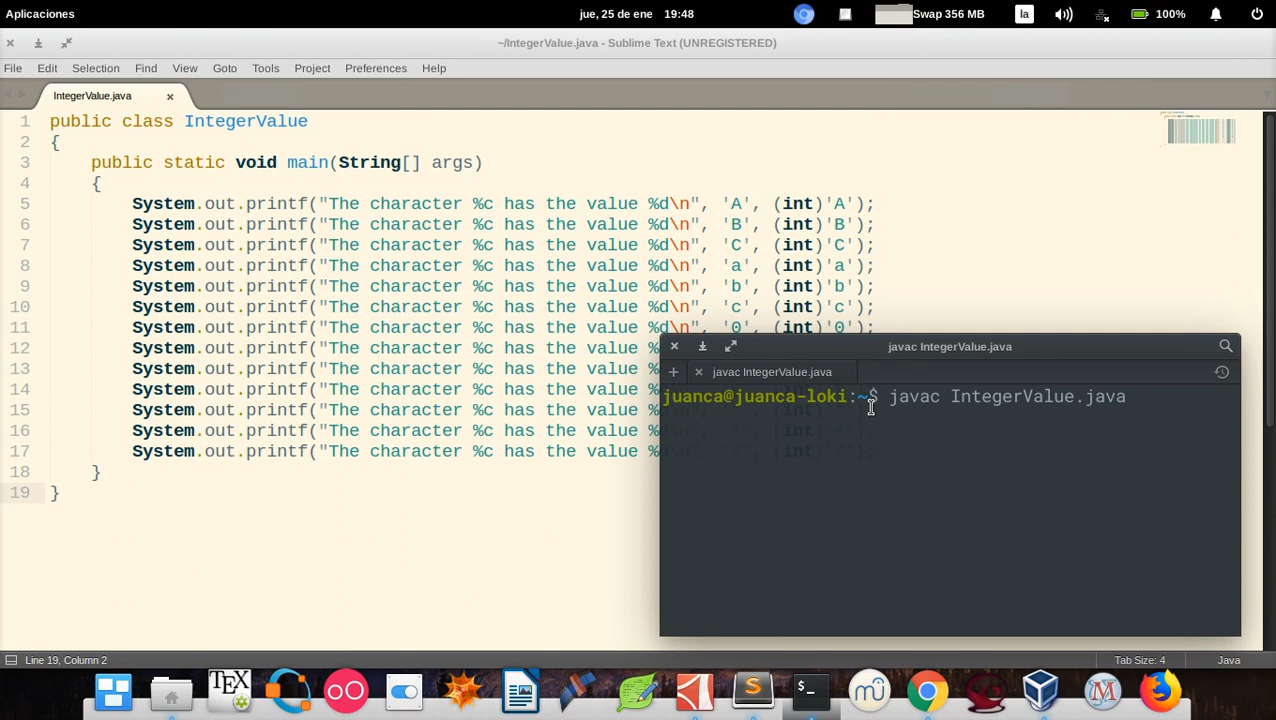 Aplicaciones jue, 25 de ene 19:48 Swap 356 MB la 100%
~/IntegerValue.java - Sublime Text (UNREGISTERED)
File Edit Selection Find View Goto Tools Project Preferences Help
IntegerValue.java ×
1 public class IntegerValue
2 {
3 public static void main(String[] args)
4 {
5 System.out.printf("The character %c has the value %d\n", 'A', (int)'A');
6 System.out.printf("The character %c has the value %d\n", 'B', (int)'B');
7 System.out.printf("The character %c has the value %d\n", 'C', (int)'C');
8 System.out.printf("The character %c has the value %d\n", 'a', (int)'a');
9 System.out.printf("The character %c has the value %d\n", 'b', (int)'b');
10 System.out.printf("The character %c has the value %d\n", 'c', (int)'c');
11 System.out.printf("The character %c has the value %d\n", '0', (int)'0');
12 System.out.printf("The character %c has the value %
13 System.out.printf("The character %c has the value %
14 System.out.printf("The character %c has the value %
15 System.out.printf("The character %c has the value %
16 System.out.printf("The character %c has the value %
17 System.out.printf("The character %c has the value %
18 }
19 }
javac IntegerValue.java
javac IntegerValue.java
juanca@juanca-loki:~$ javac IntegerValue.java
Line 19, Column 2 Tab Size: 4 Java
TEX S >_ mű M